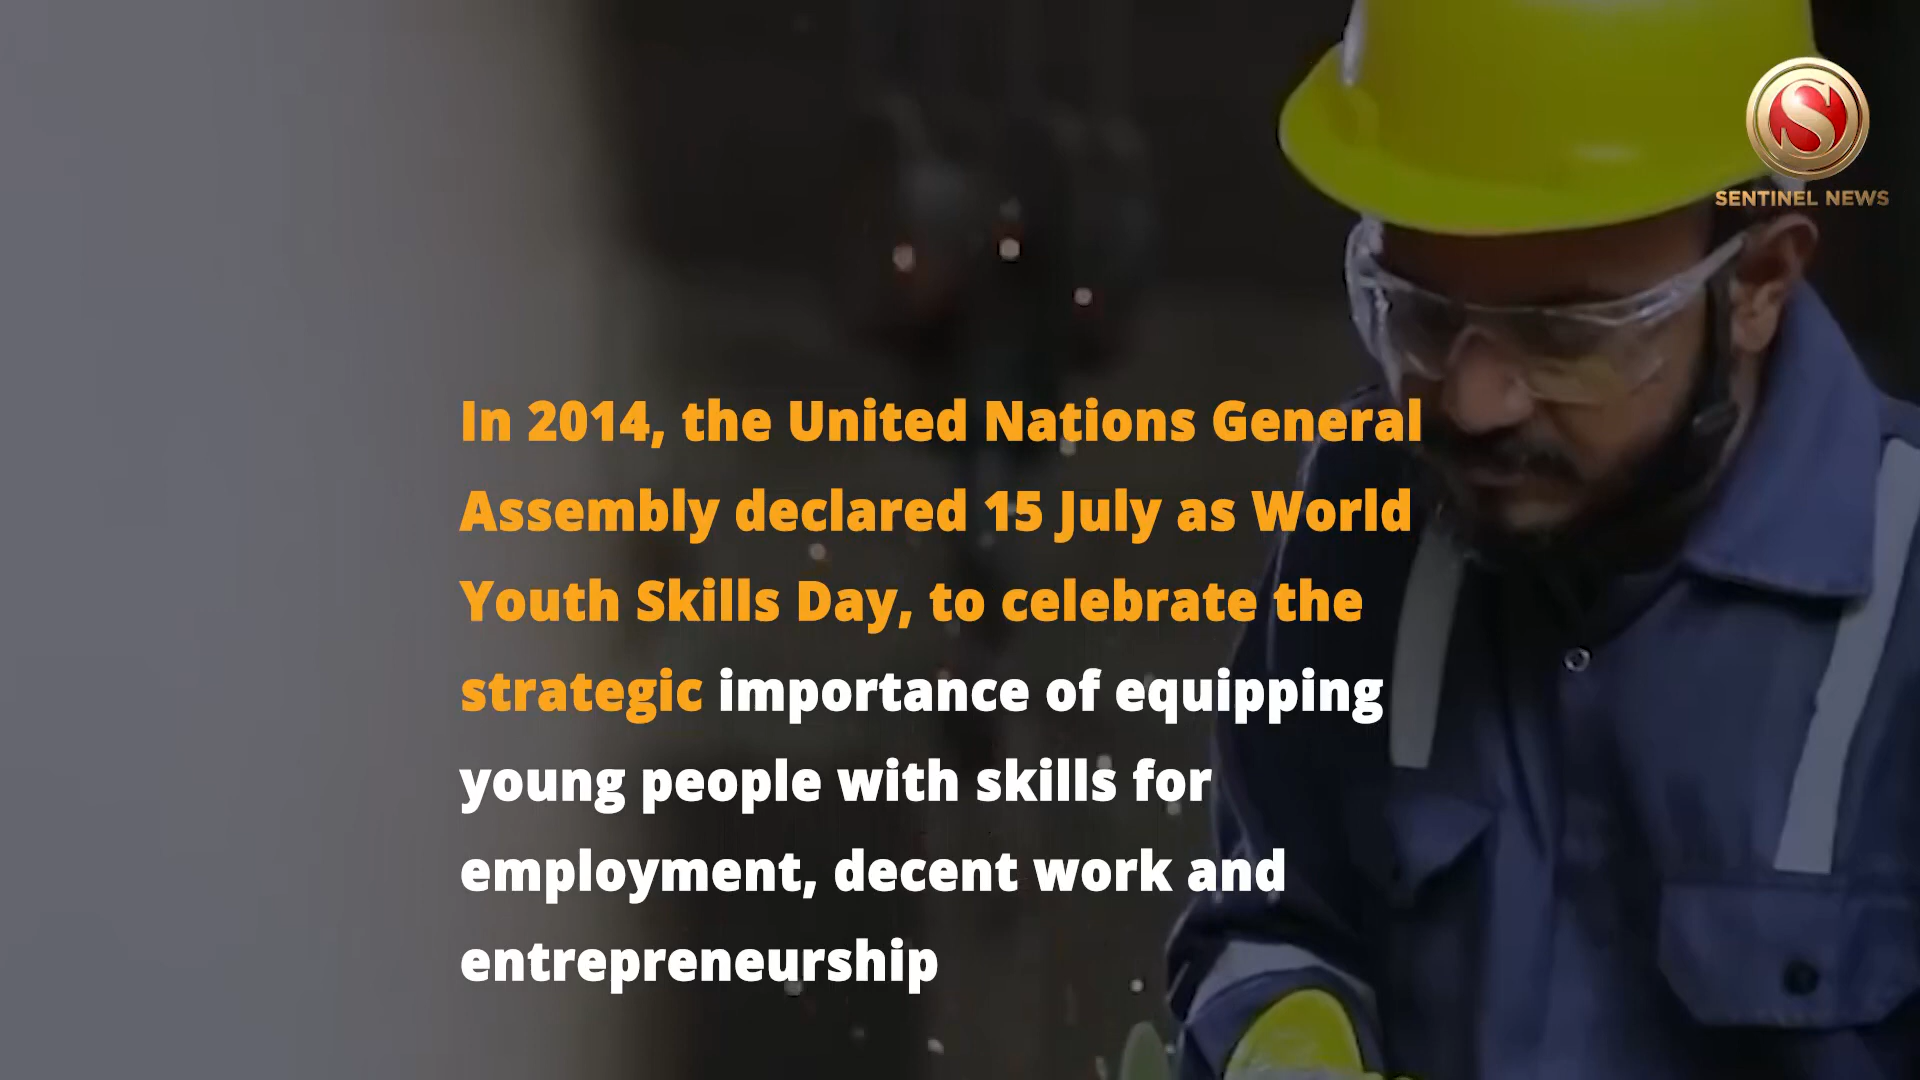 SENTINEL NEWS
In 2014, the United Nations General
Assembly declared 15 July as World
Youth Skills Day, to celebrate the
strategic importance of equipping
young people with skills for
employment, decent work and
entrepreneurship